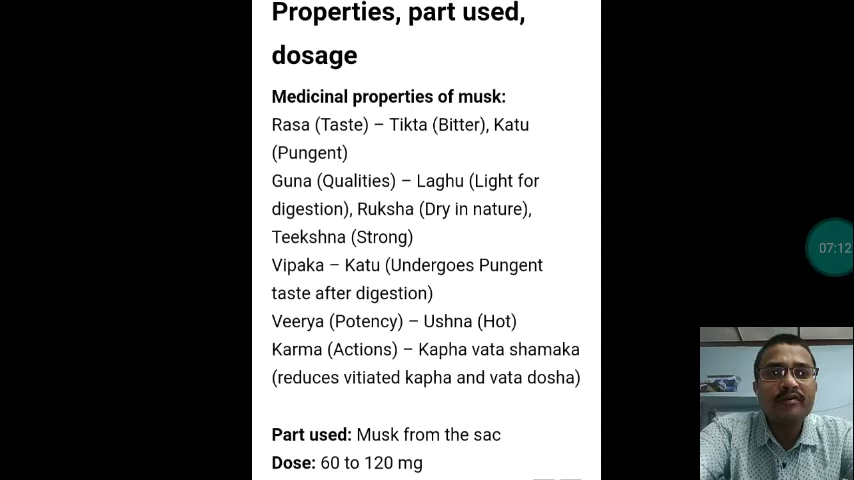 Properties, part used,
dosage
Medicinal properties of musk:
Rasa (Taste) – Tikta (Bitter), Katu
(Pungent)
Guna (Qualities) – Laghu (Light for
digestion), Ruksha (Dry in nature),
Teekshna (Strong)
Vipaka – Katu (Undergoes Pungent
taste after digestion)
Veerya (Potency) – Ushna (Hot)
Karma (Actions) – Kapha vata shamaka
(reduces vitiated kapha and vata dosha)
Part used: Musk from the sac
Dose: 60 to 120 mg
07:12